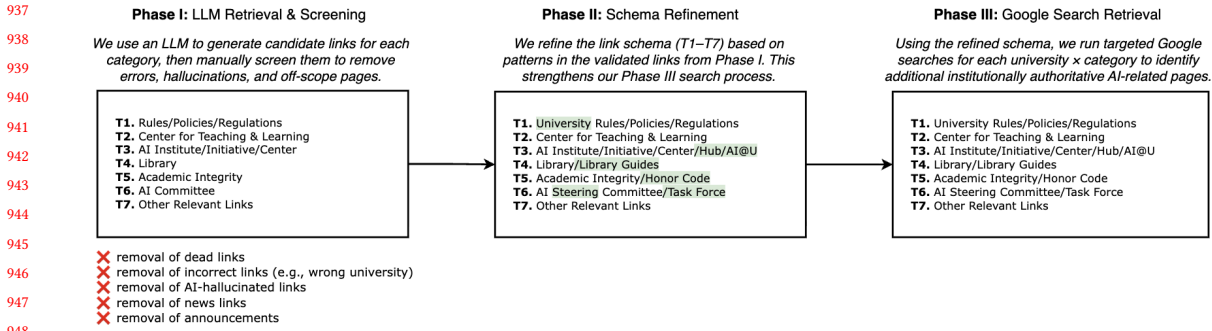 937
938
939
940
941
942
943
944
945
946
947
948
Phase I: LLM Retrieval & Screening
We use an LLM to generate candidate links for each
category, then manually screen them to remove
errors, hallucinations, and off-scope pages.
T1. Rules/Policies/Regulations
T2. Center for Teaching & Learning
T3. AI Institute/Initiative/Center
T4. Library
T5. Academic Integrity
T6. AI Committee
T7. Other Relevant Links
❌ removal of dead links
❌ removal of incorrect links (e.g., wrong university)
❌ removal of AI-hallucinated links
❌ removal of news links
❌ removal of announcements
Phase II: Schema Refinement
We refine the link schema (T1–T7) based on
patterns in the validated links from Phase I. This
strengthens our Phase III search process.
T1. University Rules/Policies/Regulations
T2. Center for Teaching & Learning
T3. AI Institute/Initiative/Center/Hub/AI@U
T4. Library/Library Guides
T5. Academic Integrity/Honor Code
T6. AI Steering Committee/Task Force
T7. Other Relevant Links
Phase III: Google Search Retrieval
Using the refined schema, we run targeted Google
searches for each university × category to identify
additional institutionally authoritative AI-related pages.
T1. University Rules/Policies/Regulations
T2. Center for Teaching & Learning
T3. AI Institute/Initiative/Center/Hub/AI@U
T4. Library/Library Guides
T5. Academic Integrity/Honor Code
T6. AI Steering Committee/Task Force
T7. Other Relevant Links